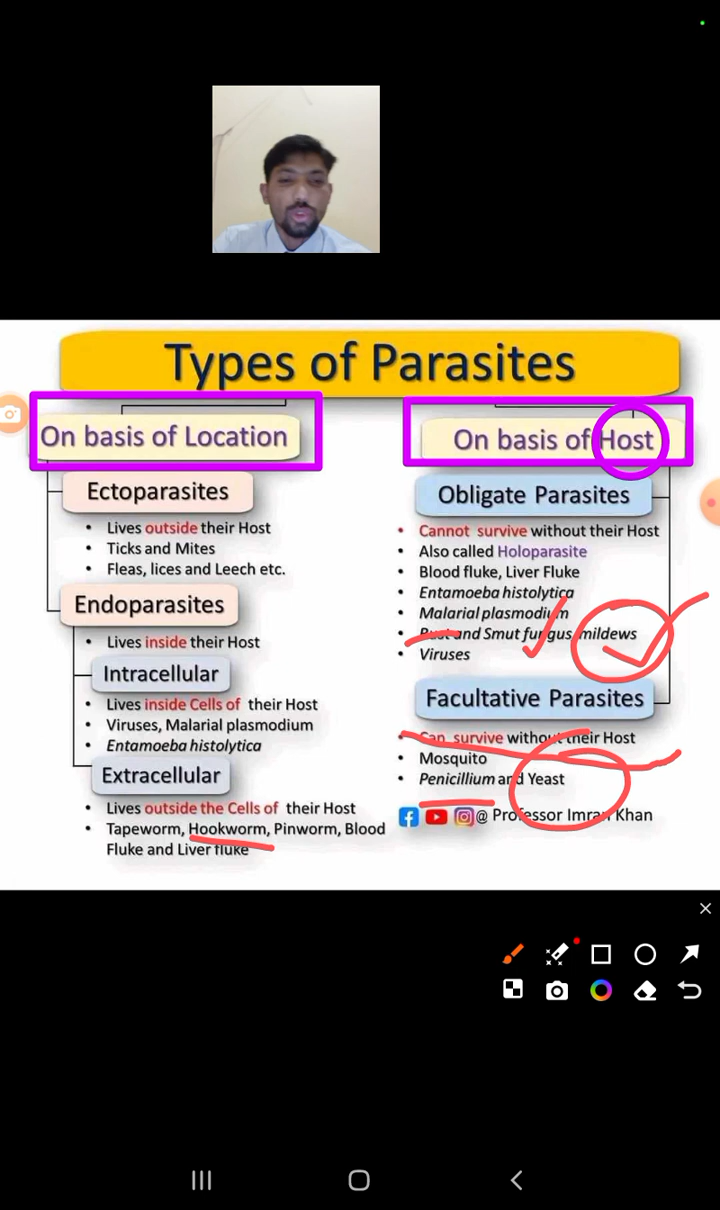 Types of Parasites
On basis of Location
Ectoparasites
• Lives outside their Host
• Ticks and Mites
• Fleas, lices and Leech etc.
Endoparasites
• Lives inside their Host
Intracellular
• Lives inside Cells of their Host
• Viruses, Malarial plasmodium
• Entamoeba histolytica
Extracellular
• Lives outside the Cells of their Host
• Tapeworm, Hookworm, Pinworm, Blood
Fluke and Liver fluke
On basis of Host
Obligate Parasites
• Cannot survive without their Host
• Also called Holoparasite
• Blood fluke, Liver Fluke
• Entamoeba histolytica
• Malarial plasmodium
• Rust and Smut fungus mildews
• Viruses
Facultative Parasites
• Can survive without their Host
• Mosquito
• Penicillium and Yeast
@ Professor Imran Khan